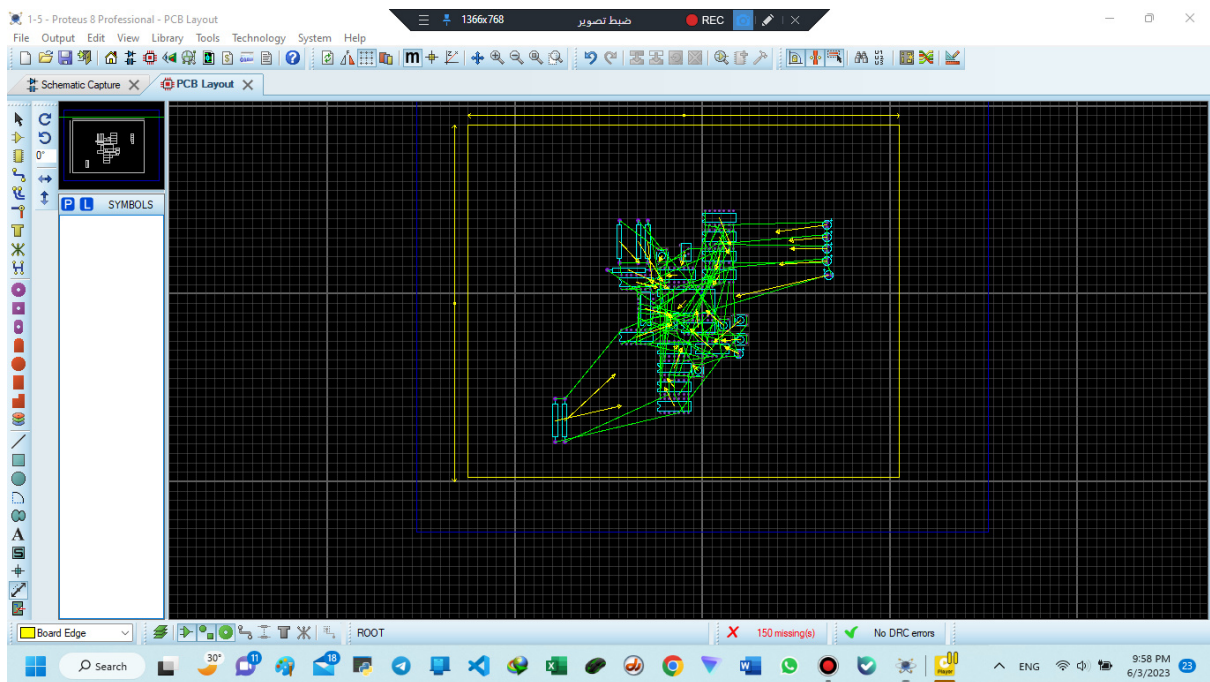 1-5 - Proteus 8 Professional - PCB Layout
1366x768
ضبط تصویر
REC
File Output Edit View Library Tools Technology System Help
Schematic Capture
PCB Layout
0°
P L SYMBOLS
Board Edge
ROOT
150 missing(s)
No DRC errors
Search
30°
11
18
00
Player
ENG
9:58 PM
6/3/2023
23